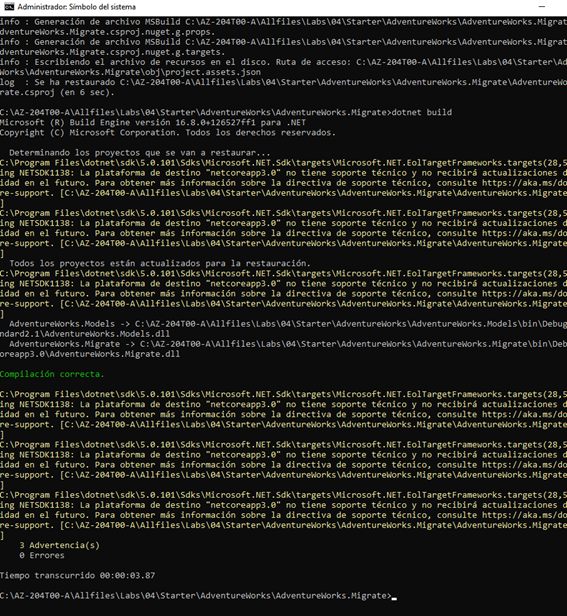 Administrador: Símbolo del sistema
info : Generación de archivo MSBuild C:\AZ-204T00-A\Allfiles\Labs\04\Starter\AdventureWorks\AdventureWorks.Migrat
dventureWorks.Migrate.csproj.nuget.g.props.
info : Generación de archivo MSBuild C:\AZ-204T00-A\Allfiles\Labs\04\Starter\AdventureWorks\AdventureWorks.Migrat
dventureWorks.Migrate.csproj.nuget.g.targets.
info : Escribiendo el archivo de recursos en el disco. Ruta de acceso: C:\AZ-204T00-A\Allfiles\Labs\04\Starter\Ad
Works\AdventureWorks.Migrate\obj\project.assets.json
log  : Se ha restaurado C:\AZ-204T00-A\Allfiles\Labs\04\Starter\AdventureWorks\AdventureWorks.Migrate\AdventureWo
rate.csproj (en 6 sec).
C:\AZ-204T00-A\Allfiles\Labs\04\Starter\AdventureWorks\AdventureWorks.Migrate>dotnet build
Microsoft (R) Build Engine versión 16.8.0+126527ff1 para .NET
Copyright (C) Microsoft Corporation. Todos los derechos reservados.
Determinando los proyectos que se van a restaurar...
C:\Program Files\dotnet\sdk\5.0.101\Sdks\Microsoft.NET.Sdk\targets\Microsoft.NET.EolTargetFrameworks.targets(28,5
ing NETSDK1138: La plataforma de destino "netcoreapp3.0" no tiene soporte técnico y no recibirá actualizaciones d
idad en el futuro. Para obtener más información sobre la directiva de soporte técnico, consulte https://aka.ms/do
re-support. [C:\AZ-204T00-A\Allfiles\Labs\04\Starter\AdventureWorks\AdventureWorks.Migrate\AdventureWorks.Migrate
]
C:\Program Files\dotnet\sdk\5.0.101\Sdks\Microsoft.NET.Sdk\targets\Microsoft.NET.EolTargetFrameworks.targets(28,5
ing NETSDK1138: La plataforma de destino "netcoreapp3.0" no tiene soporte técnico y no recibirá actualizaciones d
idad en el futuro. Para obtener más información sobre la directiva de soporte técnico, consulte https://aka.ms/do
re-support. [C:\AZ-204T00-A\Allfiles\Labs\04\Starter\AdventureWorks\AdventureWorks.Migrate\AdventureWorks.Migrate
]
Todos los proyectos están actualizados para la restauración.
C:\Program Files\dotnet\sdk\5.0.101\Sdks\Microsoft.NET.Sdk\targets\Microsoft.NET.EolTargetFrameworks.targets(28,5
ing NETSDK1138: La plataforma de destino "netcoreapp3.0" no tiene soporte técnico y no recibirá actualizaciones d
idad en el futuro. Para obtener más información sobre la directiva de soporte técnico, consulte https://aka.ms/do
re-support. [C:\AZ-204T00-A\Allfiles\Labs\04\Starter\AdventureWorks\AdventureWorks.Migrate\AdventureWorks.Migrate
]
AdventureWorks.Models -> C:\AZ-204T00-A\Allfiles\Labs\04\Starter\AdventureWorks\AdventureWorks.Models\bin\Debug
ndard2.1\AdventureWorks.Models.dll
AdventureWorks.Migrate -> C:\AZ-204T00-A\Allfiles\Labs\04\Starter\AdventureWorks\AdventureWorks.Migrate\bin\Deb
oreapp3.0\AdventureWorks.Migrate.dll
Compilación correcta.
C:\Program Files\dotnet\sdk\5.0.101\Sdks\Microsoft.NET.Sdk\targets\Microsoft.NET.EolTargetFrameworks.targets(28,5
ing NETSDK1138: La plataforma de destino "netcoreapp3.0" no tiene soporte técnico y no recibirá actualizaciones d
idad en el futuro. Para obtener más información sobre la directiva de soporte técnico, consulte https://aka.ms/do
re-support. [C:\AZ-204T00-A\Allfiles\Labs\04\Starter\AdventureWorks\AdventureWorks.Migrate\AdventureWorks.Migrate
]
C:\Program Files\dotnet\sdk\5.0.101\Sdks\Microsoft.NET.Sdk\targets\Microsoft.NET.EolTargetFrameworks.targets(28,5
ing NETSDK1138: La plataforma de destino "netcoreapp3.0" no tiene soporte técnico y no recibirá actualizaciones d
idad en el futuro. Para obtener más información sobre la directiva de soporte técnico, consulte https://aka.ms/do
re-support. [C:\AZ-204T00-A\Allfiles\Labs\04\Starter\AdventureWorks\AdventureWorks.Migrate\AdventureWorks.Migrate
]
C:\Program Files\dotnet\sdk\5.0.101\Sdks\Microsoft.NET.Sdk\targets\Microsoft.NET.EolTargetFrameworks.targets(28,5
ing NETSDK1138: La plataforma de destino "netcoreapp3.0" no tiene soporte técnico y no recibirá actualizaciones d
idad en el futuro. Para obtener más información sobre la directiva de soporte técnico, consulte https://aka.ms/do
re-support. [C:\AZ-204T00-A\Allfiles\Labs\04\Starter\AdventureWorks\AdventureWorks.Migrate\AdventureWorks.Migrate
]
3 Advertencia(s)
0 Errores
Tiempo transcurrido 00:00:03.87
C:\AZ-204T00-A\Allfiles\Labs\04\Starter\AdventureWorks\AdventureWorks.Migrate>